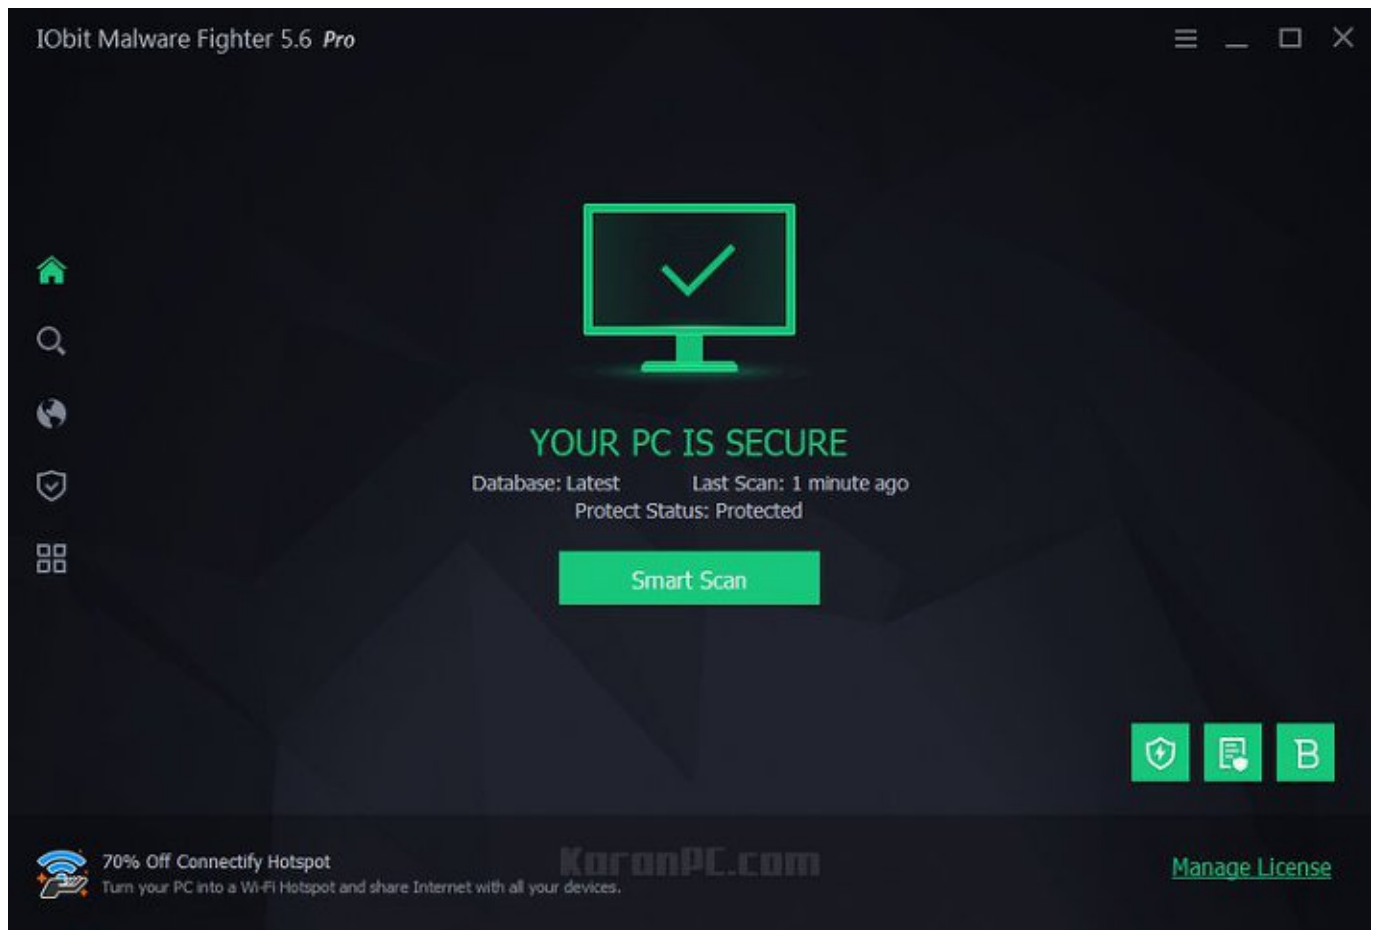 IObit Malware Fighter 5.6 Pro
YOUR PC IS SECURE
Database: Latest Last Scan: 1 minute ago
Protect Status: Protected
Smart Scan
B
70% Off Connectify Hotspot
Turn your PC into a Wi-Fi Hotspot and share Internet with all your devices.
KaranPC.com
Manage License